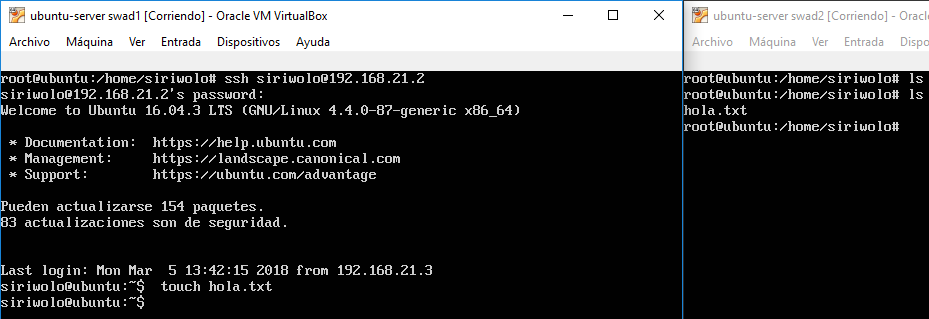 ubuntu-server swad1 [Corriendo] - Oracle VM VirtualBox
Archivo Máquina Ver Entrada Dispositivos Ayuda
root@ubuntu:/home/siriwolo# ssh siriwolo@192.168.21.2
siriwolo@192.168.21.2's password:
Welcome to Ubuntu 16.04.3 LTS (GNU/Linux 4.4.0-87-generic x86_64)
* Documentation: https://help.ubuntu.com
* Management: https://landscape.canonical.com
* Support: https://ubuntu.com/advantage
Pueden actualizarse 154 paquetes.
83 actualizaciones son de seguridad.
Last login: Mon Mar 5 13:42:15 2018 from 192.168.21.3
siriwolo@ubuntu:~$ touch hola.txt
siriwolo@ubuntu:~$
ubuntu-server swad2 [Corriendo] - Oracle
Archivo Máquina Ver Entrada Dispo
root@ubuntu:/home/siriwolo# ls
root@ubuntu:/home/siriwolo# ls
hola.txt
root@ubuntu:/home/siriwolo#